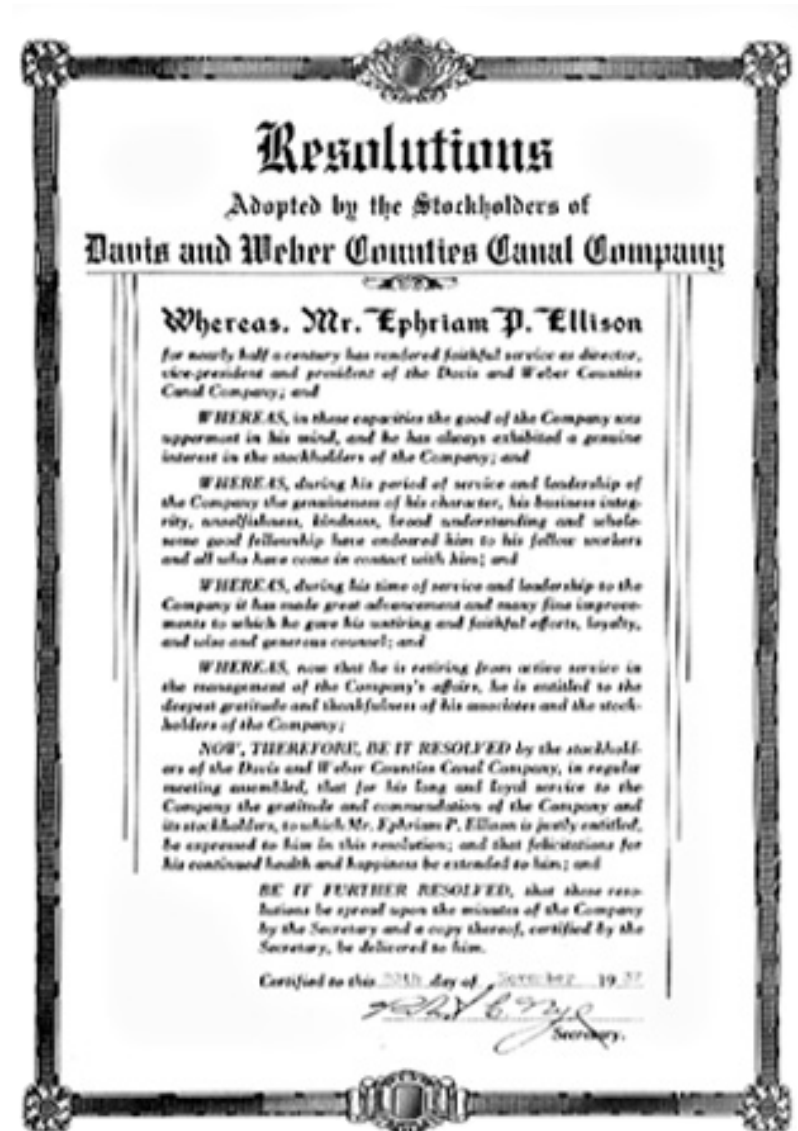 Resolutions
Adopted by the Stockholders of
Davis and Weber Counties Canal Company
Whereas, Mr. Ephriam P. Ellison
for nearly half a century has rendered faithful service as director,
vice-president and president of the Davis and Weber Counties
Canal Company; and
WHEREAS, in these capacities the good of the Company was
uppermost in his mind, and he has always exhibited a genuine
interest in the stockholders of the Company; and
WHEREAS, during his period of service and leadership of
the Company the genuineness of his character, his business integ-
rity, unselfishness, kindness, broad understanding and whole-
some good fellowship have endeared him to his fellow workers
and all who have come in contact with him; and
WHEREAS, during his time of service and leadership to the
Company it has made great advancement and many fine improve-
ments to which he gave his untiring and faithful efforts, loyalty,
and wise and generous counsel; and
WHEREAS, now that he is retiring from active service in
the management of the Company's affairs, he is entitled to the
deepest gratitude and thankfulness of his associates and the stock-
holders of the Company;
NOW, THEREFORE, BE IT RESOLVED by the stockhold-
ers of the Davis and Weber Counties Canal Company, in regular
meeting assembled, that for his long and loyal service to the
Company the gratitude and commendation of the Company and
its stockholders, to which Mr. Ephriam P. Ellison is justly entitled,
be expressed to him in this resolution; and that felicitations for
his continued health and happiness be extended to him; and
BE IT FURTHER RESOLVED, that these reso-
lutions be spread upon the minutes of the Company
by the Secretary and a copy thereof, certified by the
Secretary, be delivered to him.
Certified to this day of November 19
Secretary.